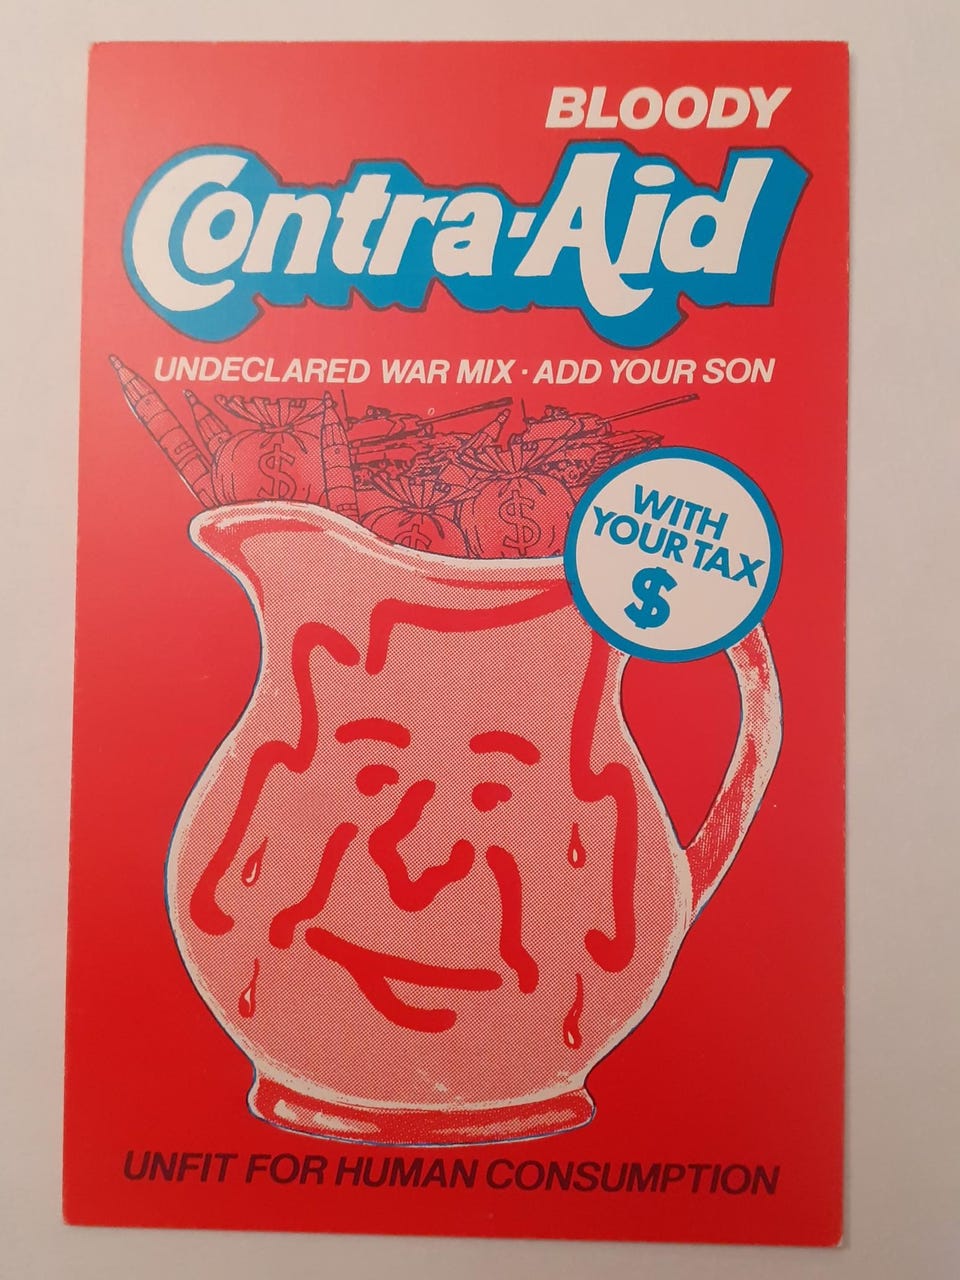 BLOODY
Contra-Aid
UNDECLARED WAR MIX · ADD YOUR SON
$
$
$
WITH
YOUR TAX
$
UNFIT FOR HUMAN CONSUMPTION